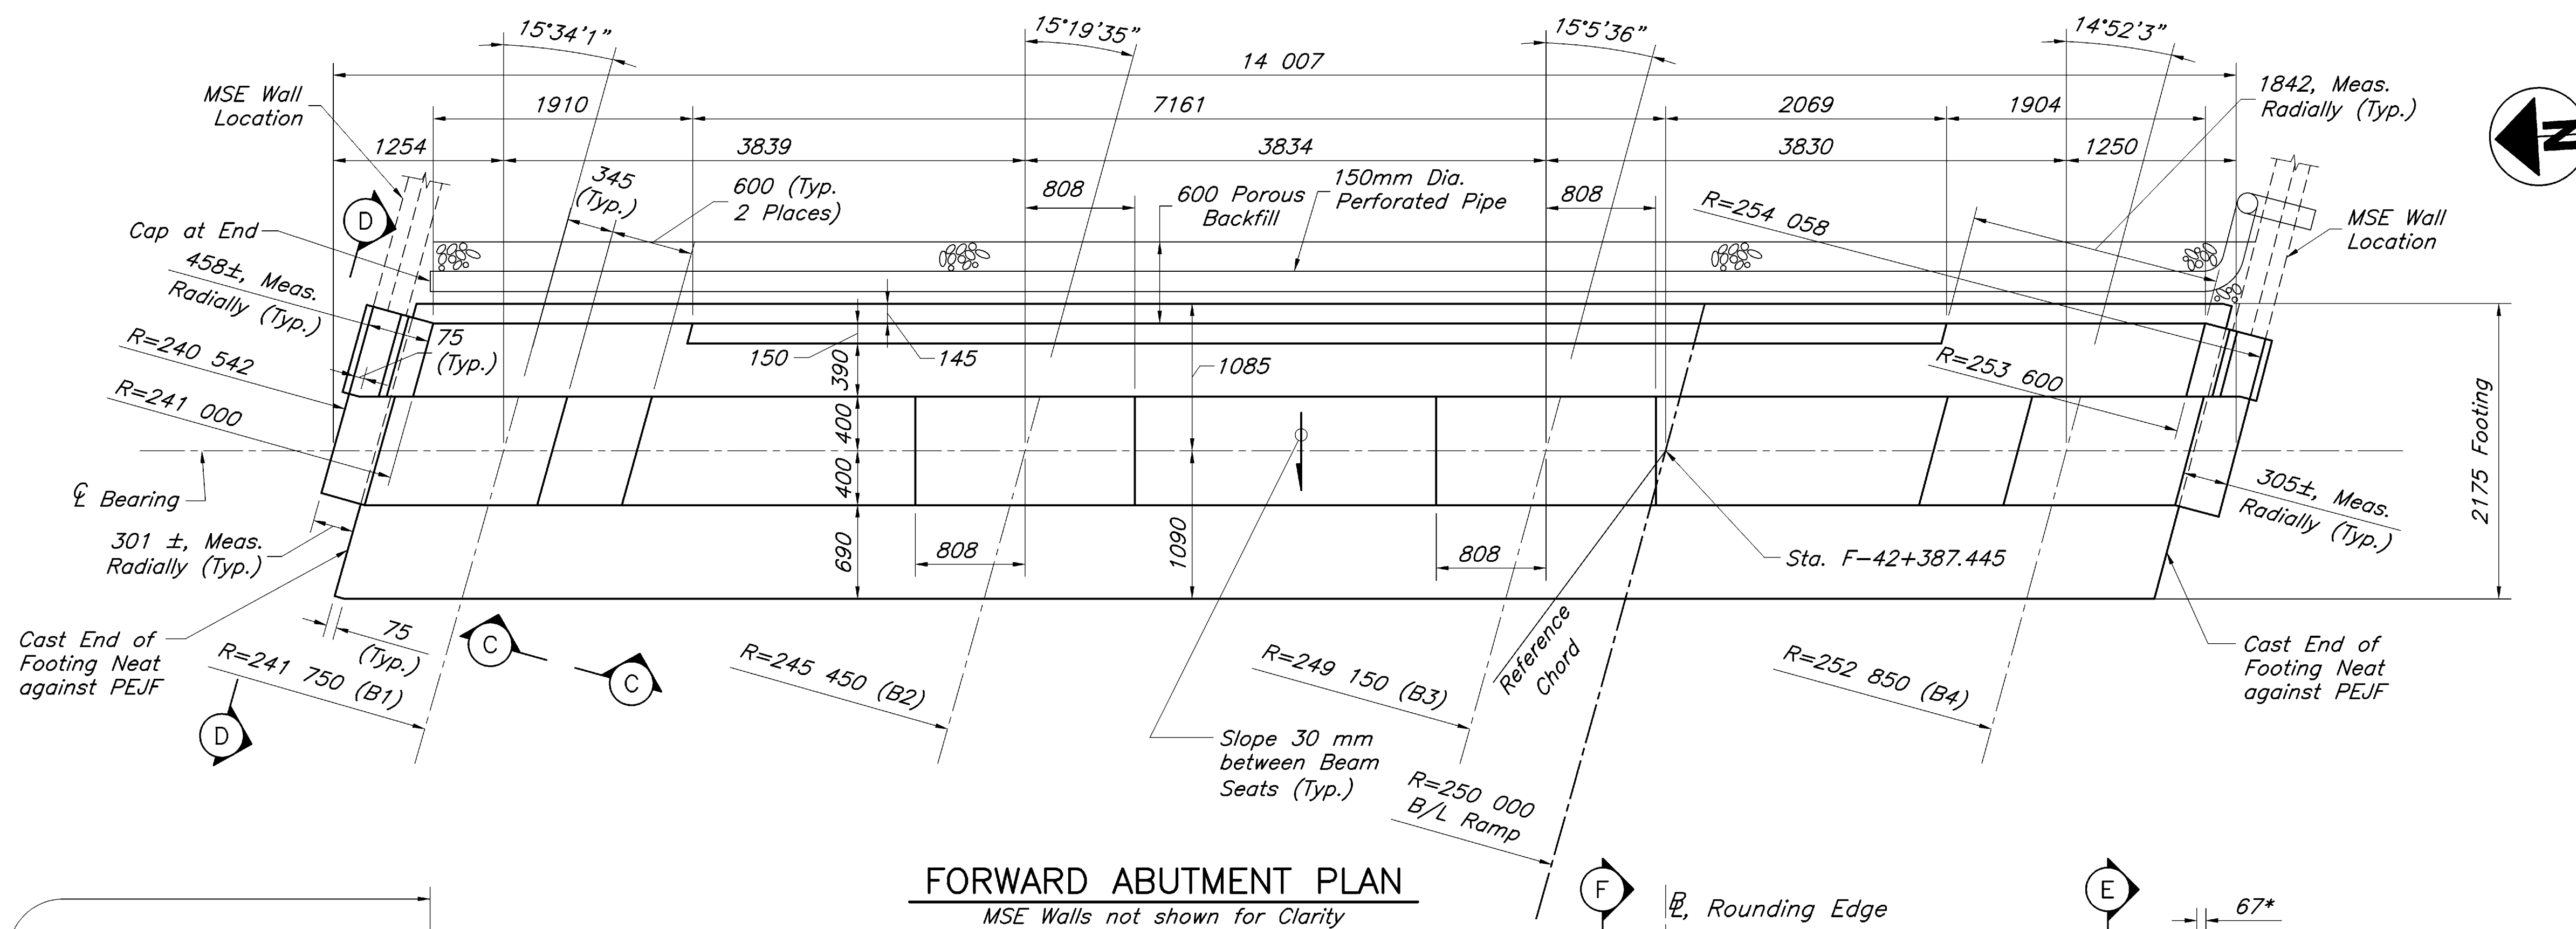 15°34'1"
15°19'35"
15°5'36"
14°52'3"
14 007
MSE Wall
Location
1910
7161
2069
1904
1842, Meas.
Radially (Typ.)
N
1254
3839
3834
3830
1250
345
(Typ.)
600 (Typ.
2 Places)
808
600 Porous
Backfill
150mm Dia.
Perforated Pipe
808
R=254 058
MSE Wall
Location
D
Cap at End
458±, Meas.
Radially (Typ.)
R=240 542
R=241 000
75
(Typ.)
150
145
390
1085
R=253 600
400
400
℄ Bearing
2175 Footing
305±, Meas.
Radially (Typ.)
301 ±, Meas.
Radially (Typ.)
808
690
1090
808
Sta. F-42+387.445
Cast End of
Footing Neat
against PEJF
75
(Typ.)
C
C
D
R=241 750 (B1)
R=245 450 (B2)
R=249 150 (B3)
Reference
Chord
R=252 850 (B4)
Cast End of
Footing Neat
against PEJF
Slope 30 mm
between Beam
Seats (Typ.)
R=250 000
B/L Ramp
FORWARD ABUTMENT PLAN
MSE Walls not shown for Clarity
F
BL, Rounding Edge
E
67*